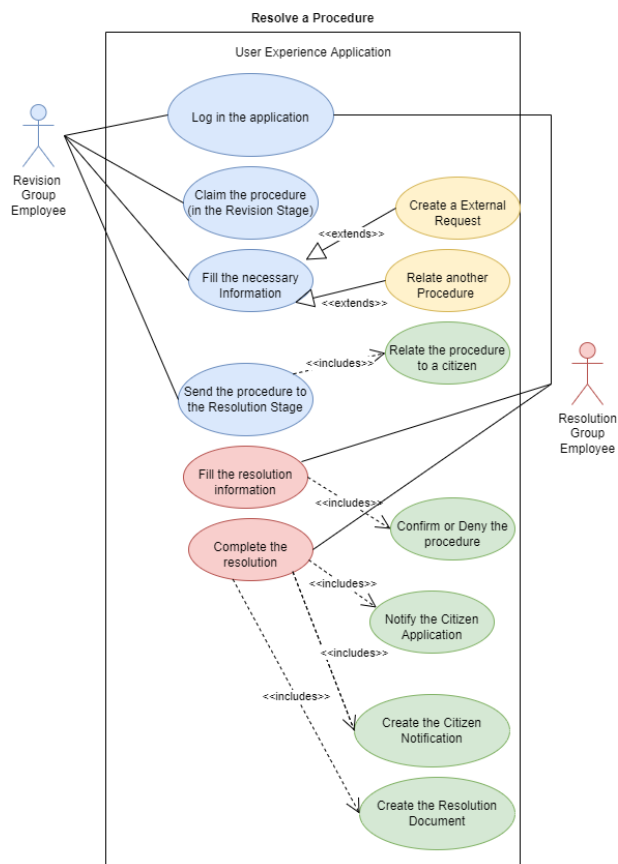 Resolve a Procedure
User Experience Application
Log in the application
Revision
Group
Employee
Claim the procedure
(in the Revision Stage)
Create a External
Request
<<extends>>
Fill the necessary
Information
Relate another
Procedure
<<extends>>
Relate the procedure
to a citizen
<<includes>>
Send the procedure to
the Resolution Stage
Resolution
Group
Employee
Fill the resolution
information
<<includes>>
Confirm or Deny the
procedure
Complete the
resolution
<<includes>>
Notify the Citizen
Application
<<includes>>
<<includes>>
Create the Citizen
Notification
Create the Resolution
Document